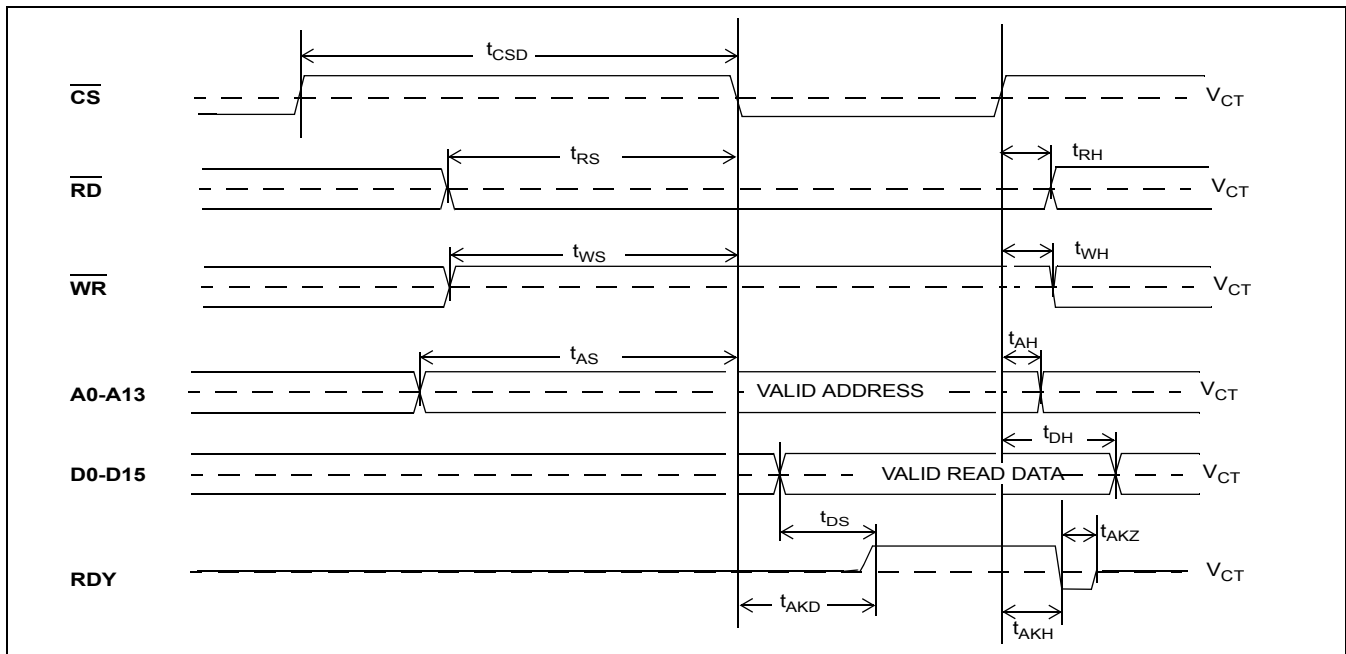 tCSD
CS VCT
tRS tRH
RD VCT
tWS tWH
WR VCT
tAS tAH
A0-A13 VALID ADDRESS VCT
tDH
D0-D15 VALID READ DATA VCT
tDS tAKZ
RDY VCT
tAKD tAKH